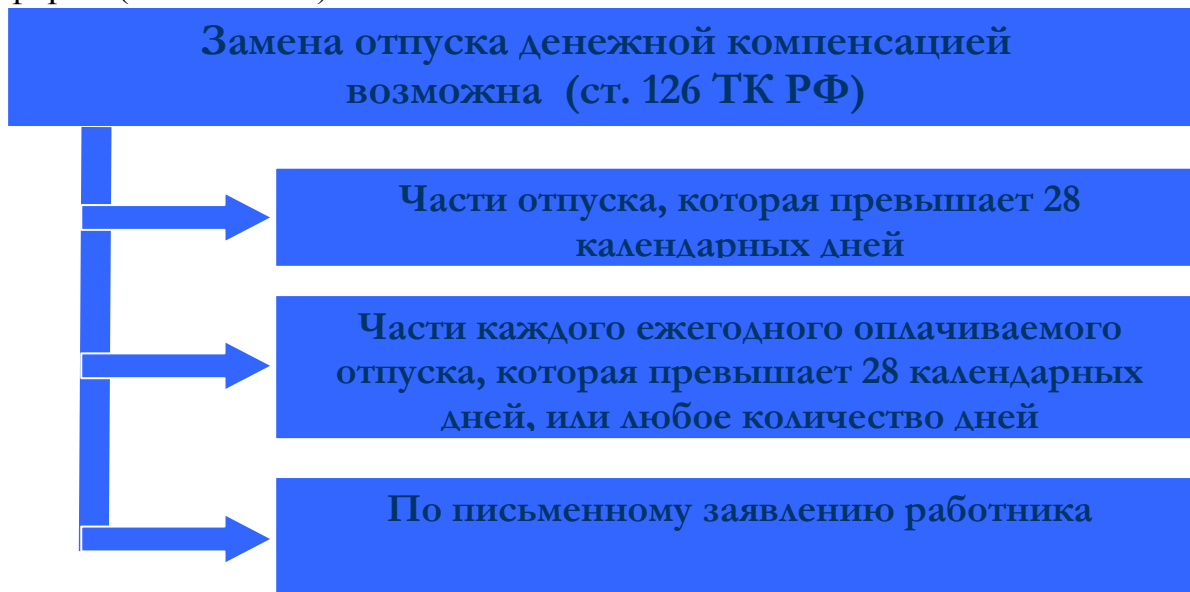 Замена отпуска денежной компенсацией
возможна (ст. 126 ТК РФ)
Части отпуска, которая превышает 28
календарных дней
Части каждого ежегодного оплачиваемого
отпуска, которая превышает 28 календарных
дней, или любое количество дней
По письменному заявлению работника